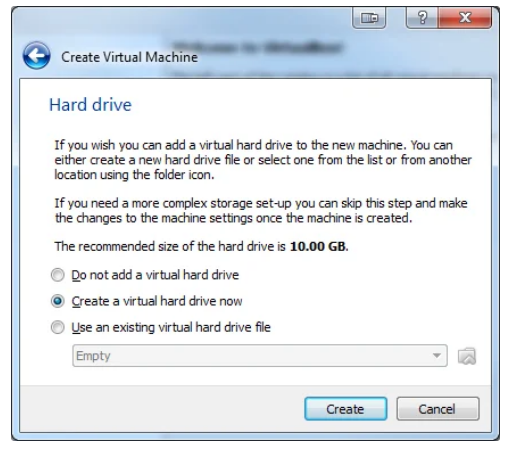 Create Virtual Machine
Hard drive
If you wish you can add a virtual hard drive to the new machine. You can
either create a new hard drive file or select one from the list or from another
location using the folder icon.
If you need a more complex storage set-up you can skip this step and make
the changes to the machine settings once the machine is created.
The recommended size of the hard drive is 10.00 GB.
Do not add a virtual hard drive
Create a virtual hard drive now
Use an existing virtual hard drive file
Empty
Create
Cancel